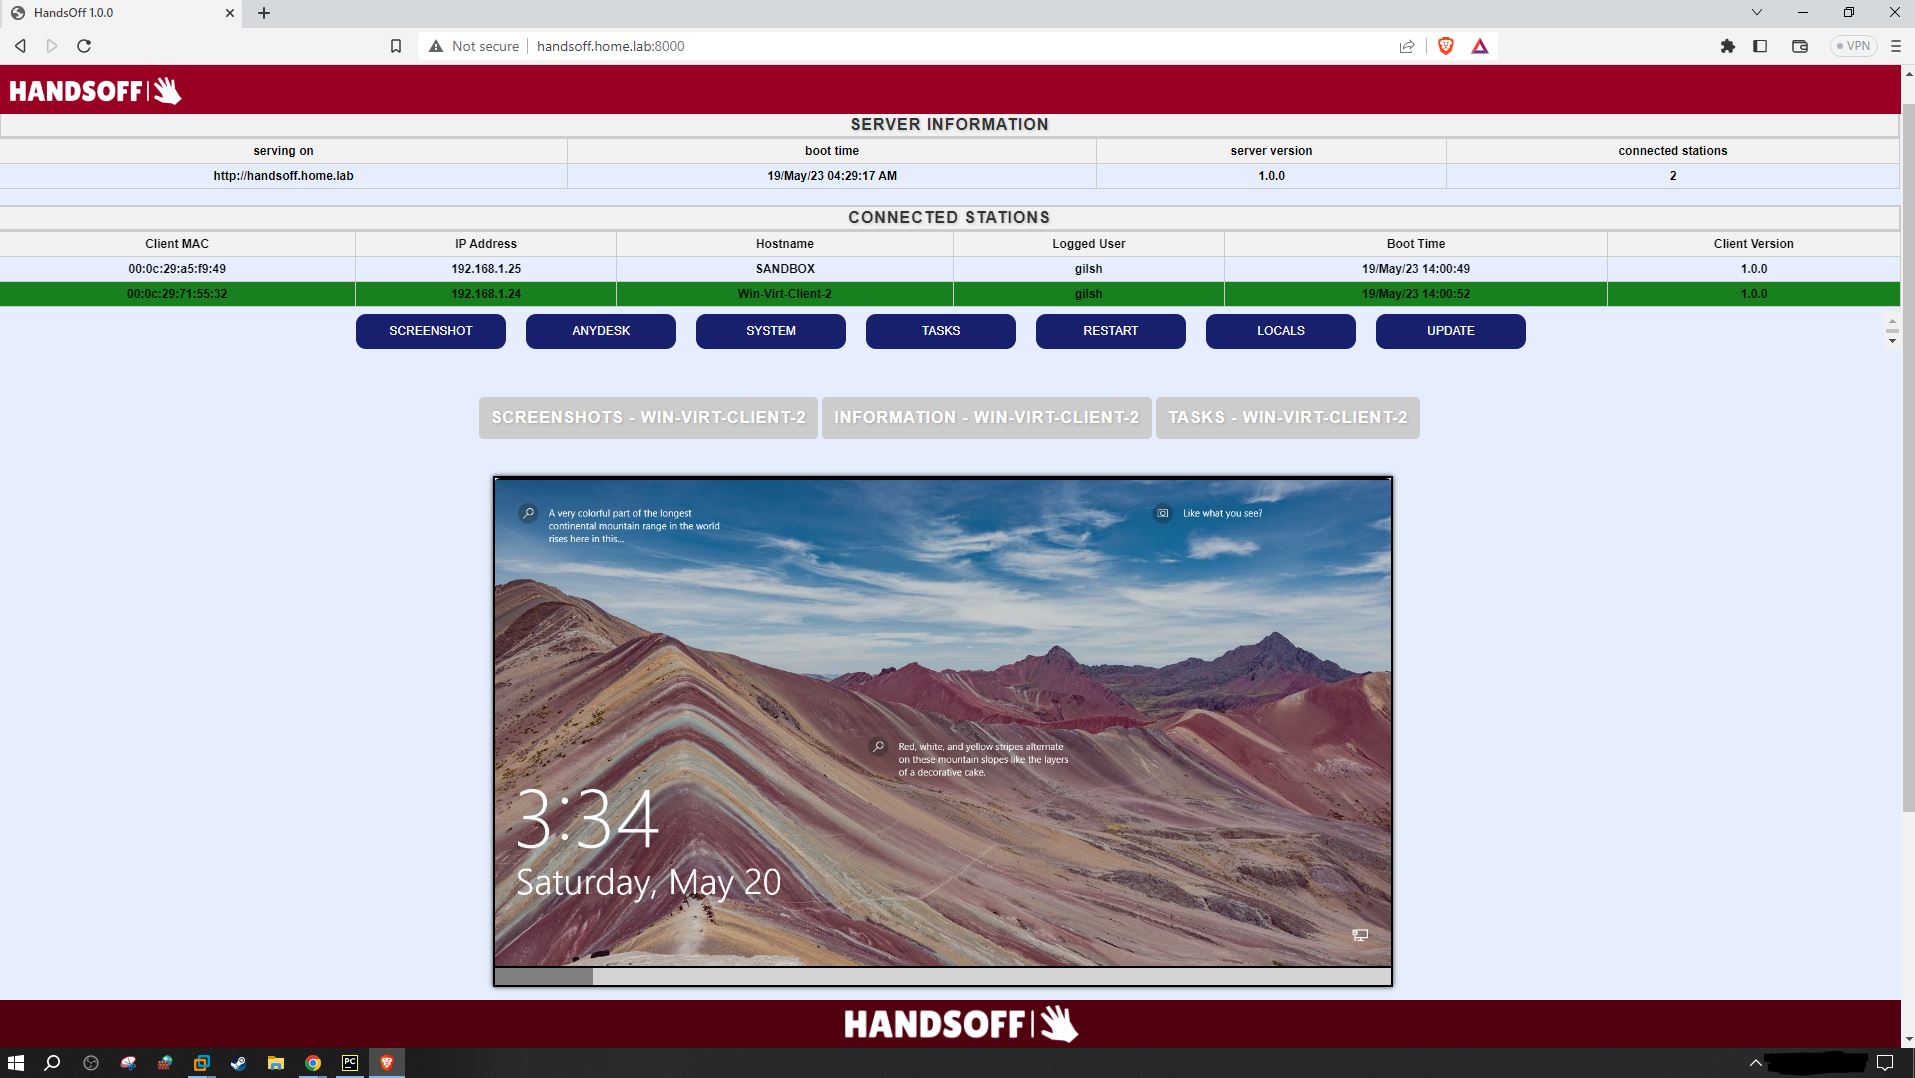 HandsOff 1.0.0
Not secure
handsoff.home.lab:8000
VPN
HANDSOFF
SERVER INFORMATION
serving on boot time server version connected stations
http://handsoff.home.lab 19/May/23 04:29:17 AM 1.0.0 2
CONNECTED STATIONS
Client MAC IP Address Hostname Logged User Boot Time Client Version
00:0c:29:a5:f9:49 192.168.1.25 SANDBOX gilsh 19/May/23 14:00:49 1.0.0
00:0c:29:71:55:32 192.168.1.24 Win-Virt-Client-2 gilsh 19/May/23 14:00:52 1.0.0
SCREENSHOT ANYDESK SYSTEM TASKS RESTART LOCALS UPDATE
SCREENSHOTS - WIN-VIRT-CLIENT-2 INFORMATION - WIN-VIRT-CLIENT-2 TASKS - WIN-VIRT-CLIENT-2
A very colorful part of the longest
continental mountain range in the world
rises here in this...
Like what you see?
Red, white, and yellow stripes alternate
on these mountain slopes like the layers
of a decorative cake.
3:34
Saturday, May 20
HANDSOFF
PC